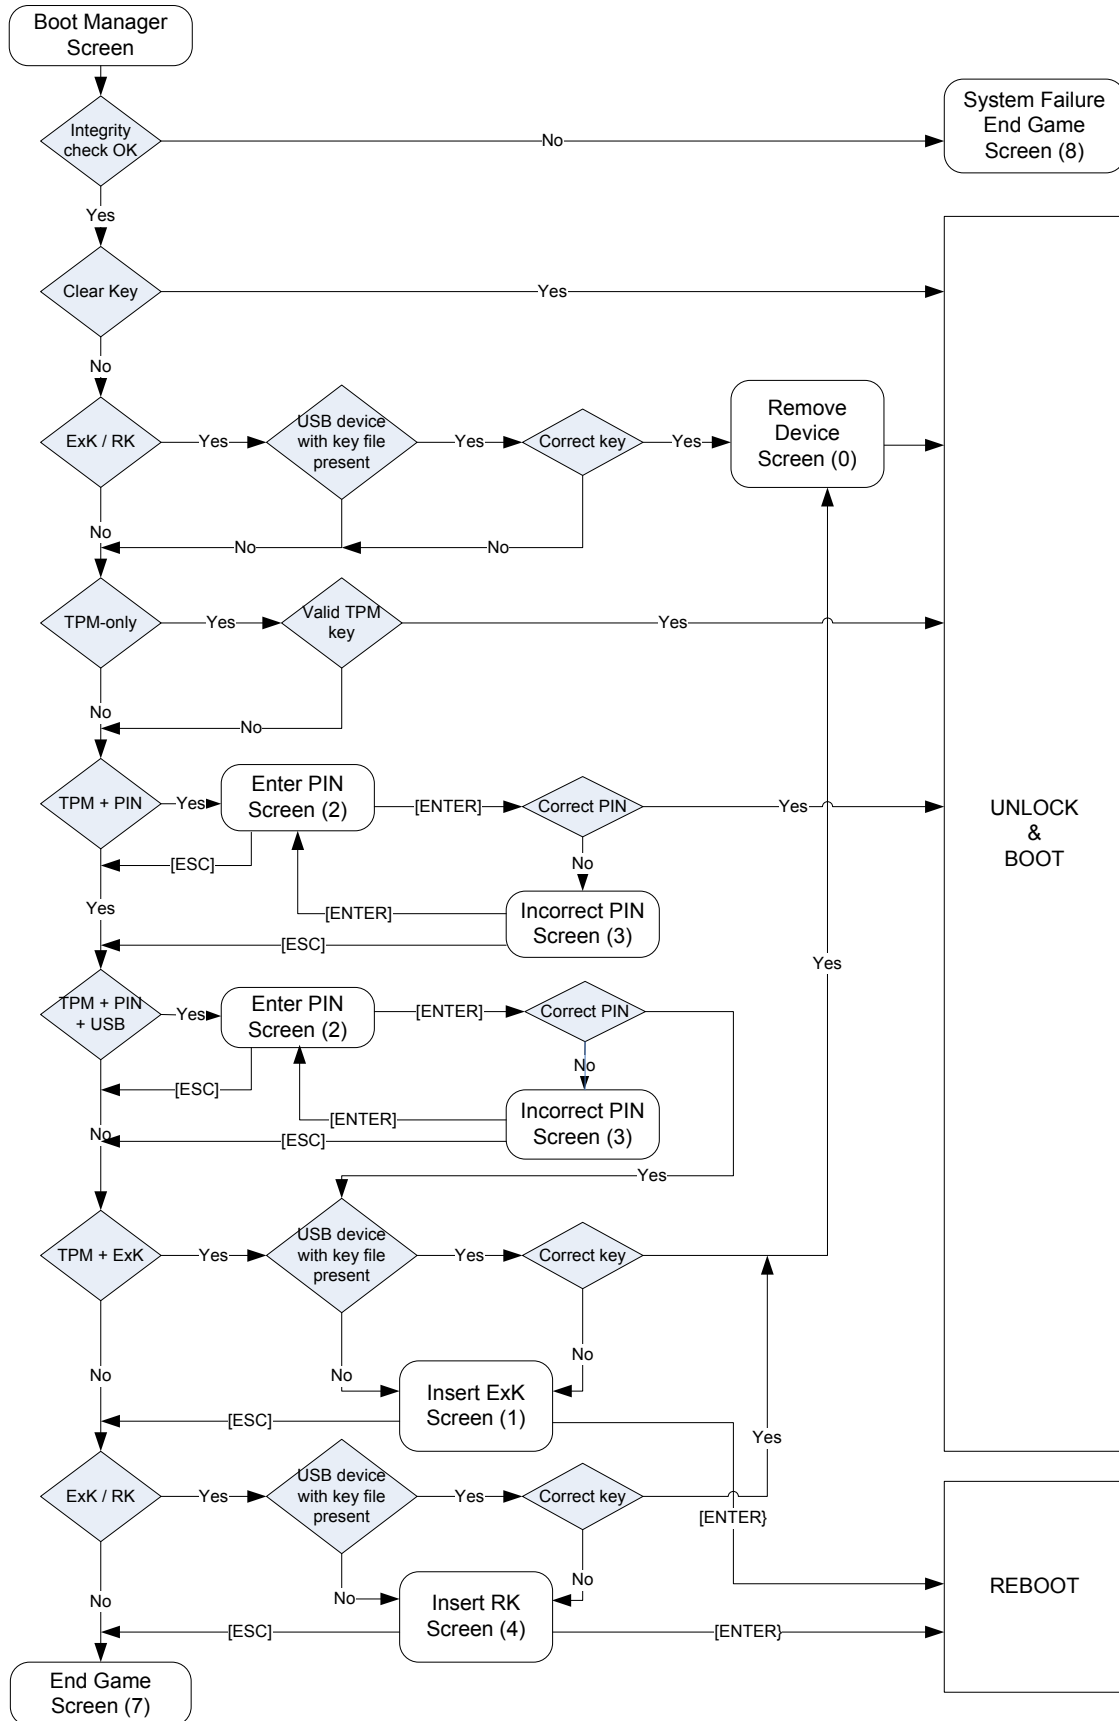 Boot Manager
Screen
Integrity
check OK
No
System Failure
End Game
Screen (8)
Yes
Clear Key
Yes
No
ExK / RK
Yes
USB device
with key file
present
Yes
Correct key
Yes
Remove
Device
Screen (0)
No
No
No
TPM-only
Yes
Valid TPM
key
Yes
No
No
TPM + PIN
Yes
Enter PIN
Screen (2)
[ENTER]
Correct PIN
Yes
UNLOCK
&
BOOT
[ESC]
No
Yes
[ENTER]
Incorrect PIN
Screen (3)
[ESC]
Yes
TPM + PIN
+ USB
Yes
Enter PIN
Screen (2)
[ENTER]
Correct PIN
No
[ESC]
[ENTER]
Incorrect PIN
Screen (3)
No
[ESC]
Yes
TPM + ExK
Yes
USB device
with key file
present
Yes
Correct key
No
No
No
Insert ExK
Screen (1)
[ESC]
Yes
ExK / RK
Yes
USB device
with key file
present
Yes
Correct key
[ENTER}
No
No
No
Insert RK
Screen (4)
REBOOT
[ESC]
[ENTER}
End Game
Screen (7)